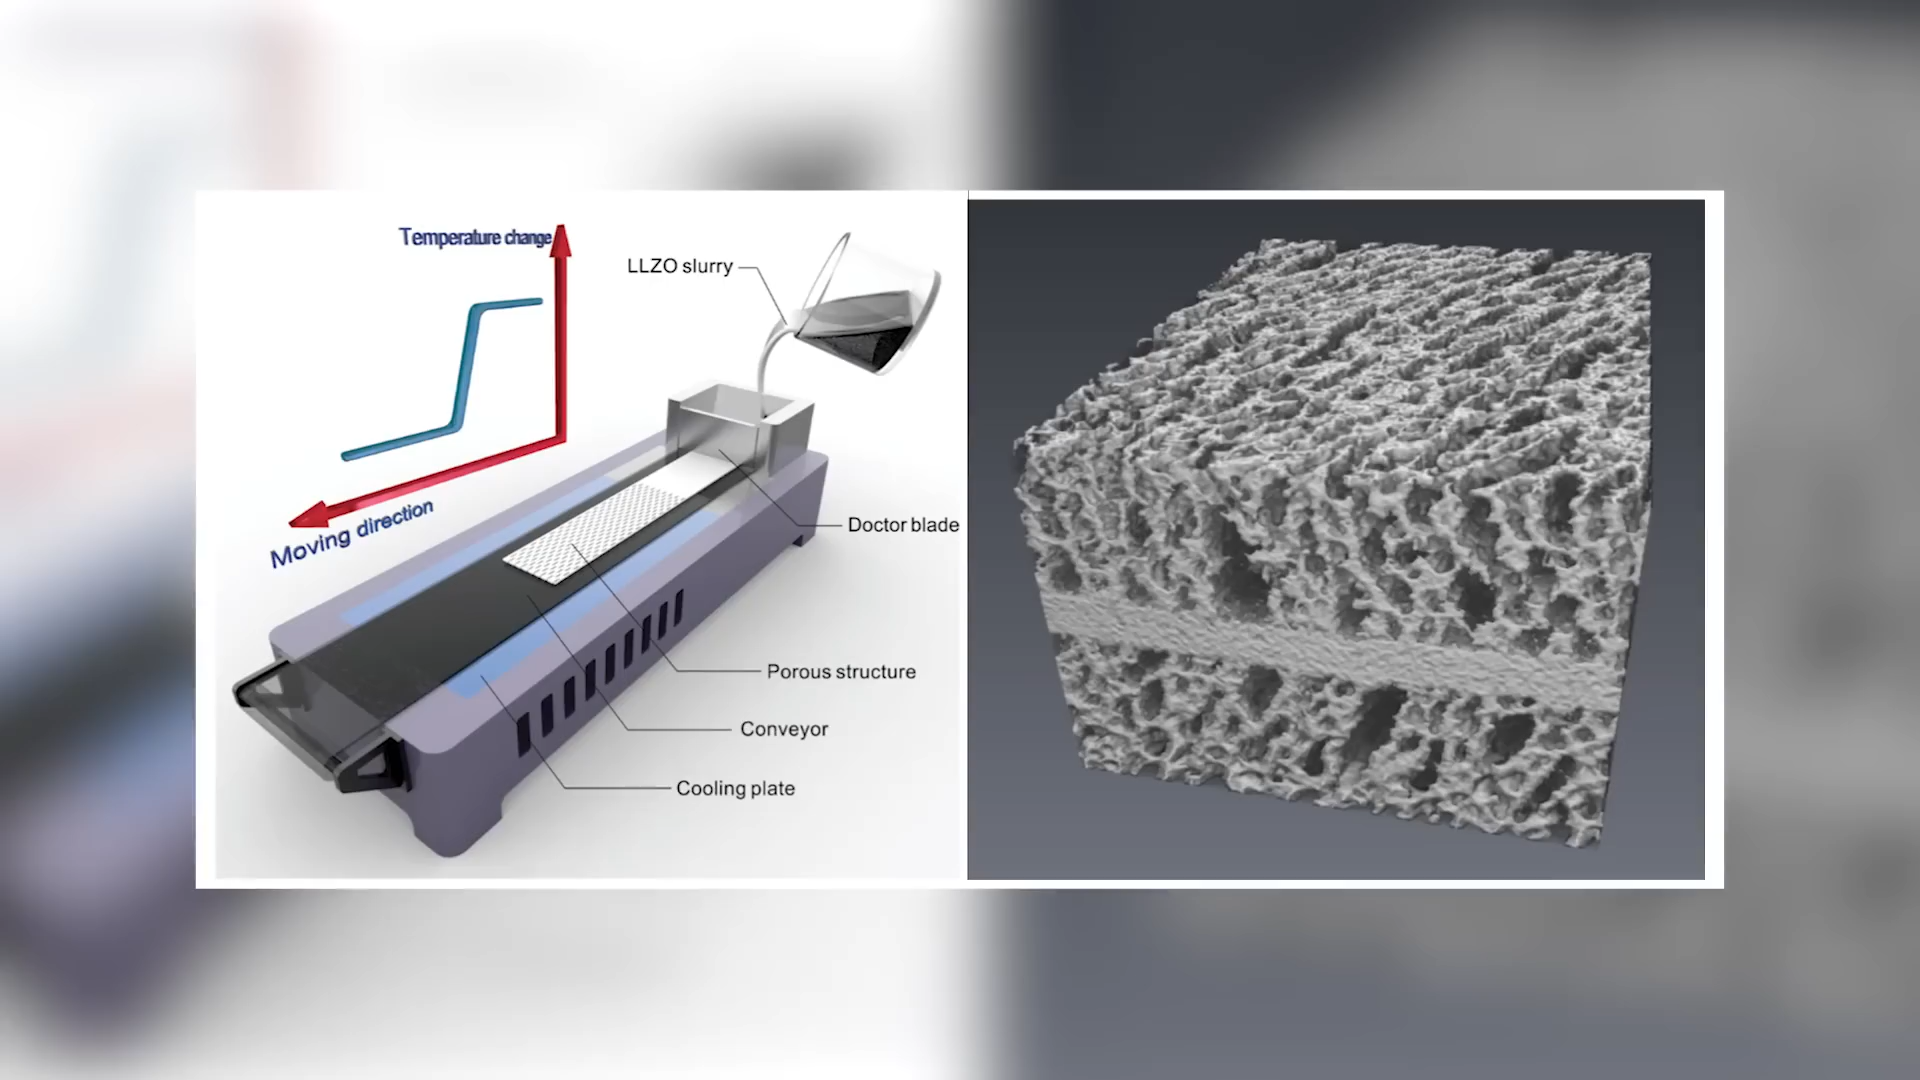 Temperature change
LLZO slurry
Moving direction
Doctor blade
Porous structure
Conveyor
Cooling plate